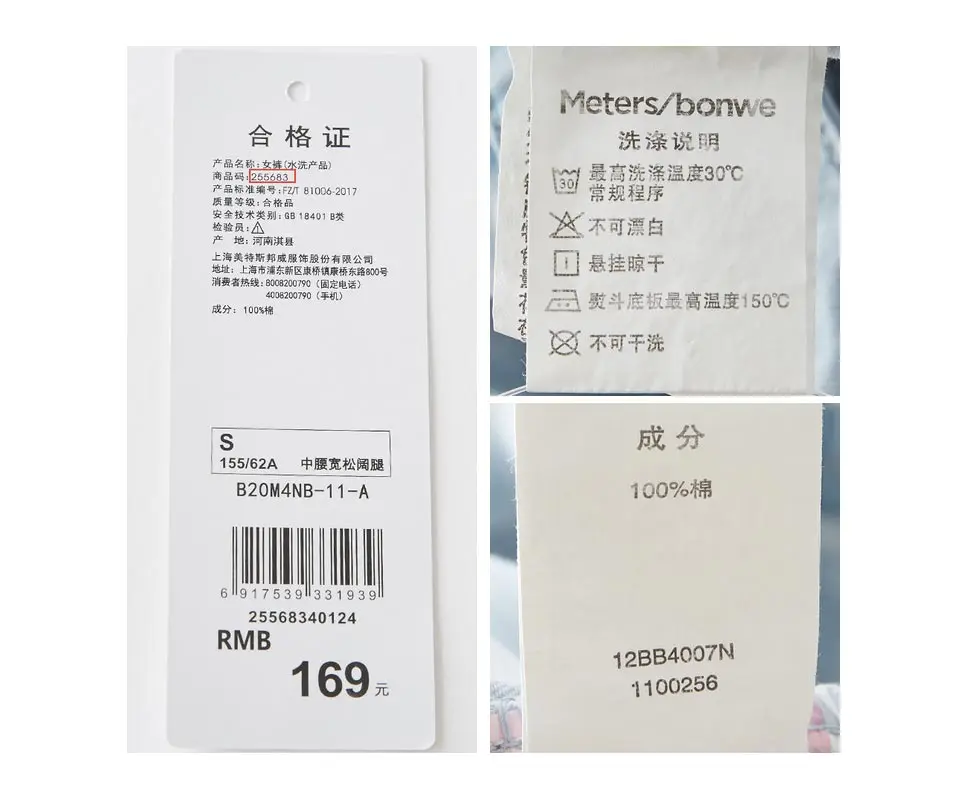 合格证
产品名称:女裤(水洗产品)
商品码:255683
产品标准编号:FZ/T 81006-2017
质量等级:合格品
安全技术类别:GB 18401 B类
检验员:1
产 地:河南淇县
上海美特斯邦威服饰股份有限公司
地址:上海市浦东新区康桥镇康桥东路800号
消费者热线:8008200790(固定电话)
4008200790(手机)
成分:100%棉
S
155/62A 中腰宽松阔腿
B20M4NB-11-A
6 917539 331939
25568340124
RMB
169元
Meters/bonwe
洗涤说明
30 最高洗涤温度30℃
常规程序
不可漂白
悬挂晾干
熨斗底板最高温度150℃
不可干洗
成分
100%棉
12BB4007N
1100256